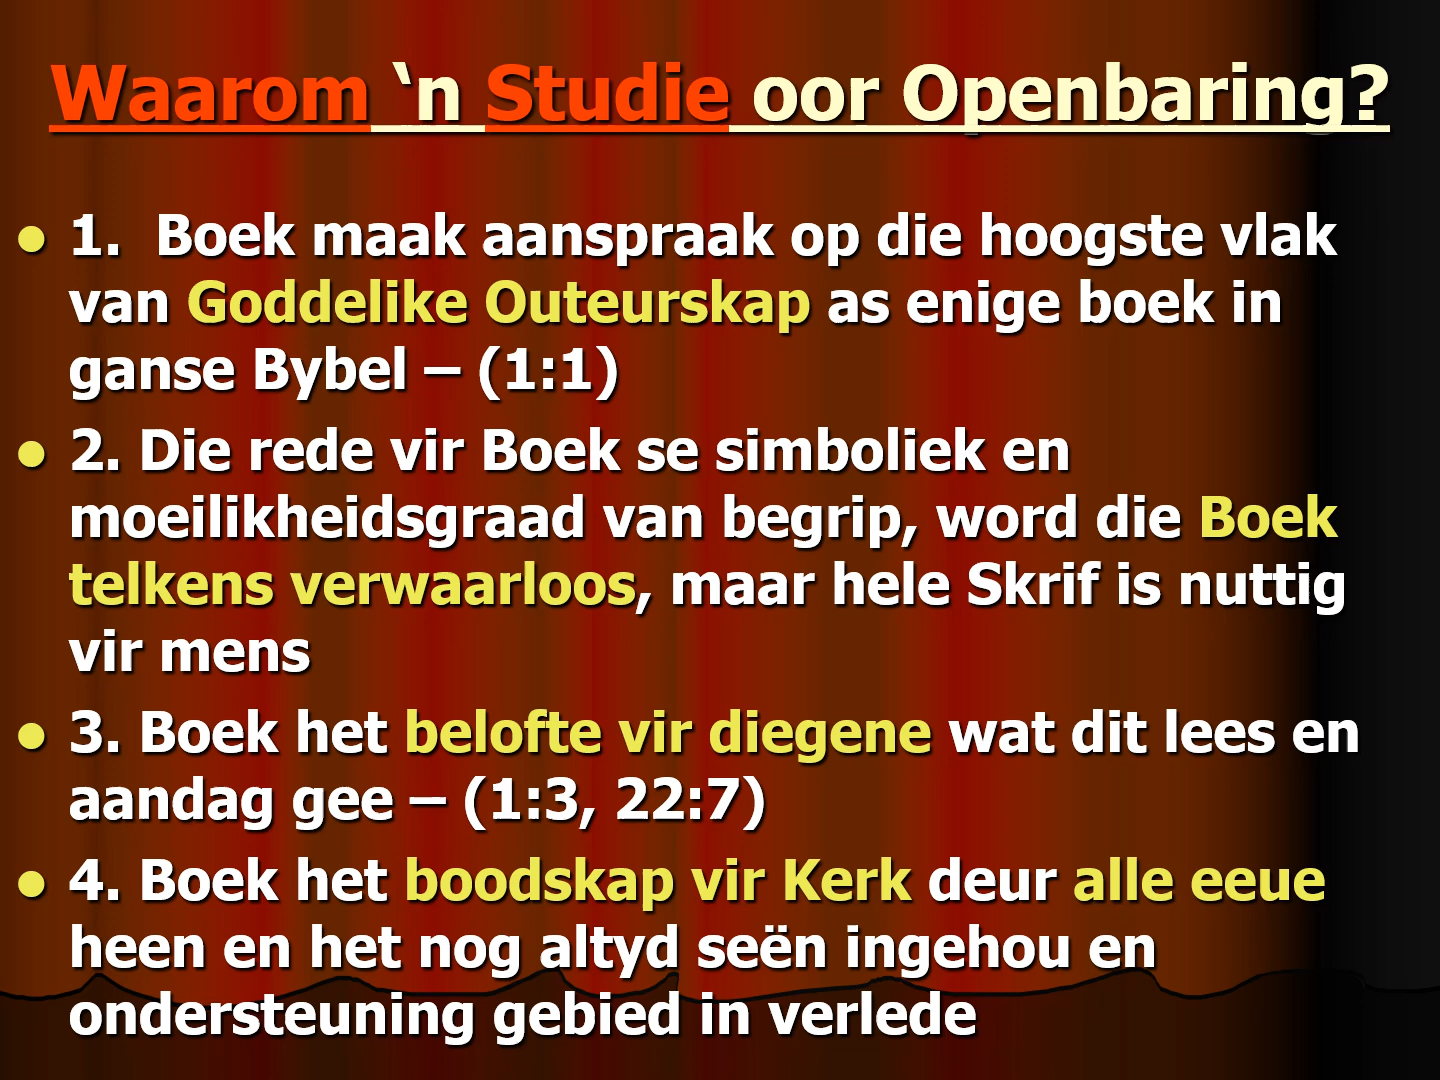 Waarom ‘n Studie oor Openbaring?
1.  Boek maak aanspraak op die hoogste vlak
van Goddelike Outeurskap as enige boek in
ganse Bybel – (1:1)
2. Die rede vir Boek se simboliek en
moeilikheidsgraad van begrip, word die Boek
telkens verwaarloos, maar hele Skrif is nuttig
vir mens
3. Boek het belofte vir diegene wat dit lees en
aandag gee – (1:3, 22:7)
4. Boek het boodskap vir Kerk deur alle eeue
heen en het nog altyd seën ingehou en
ondersteuning gebied in verlede